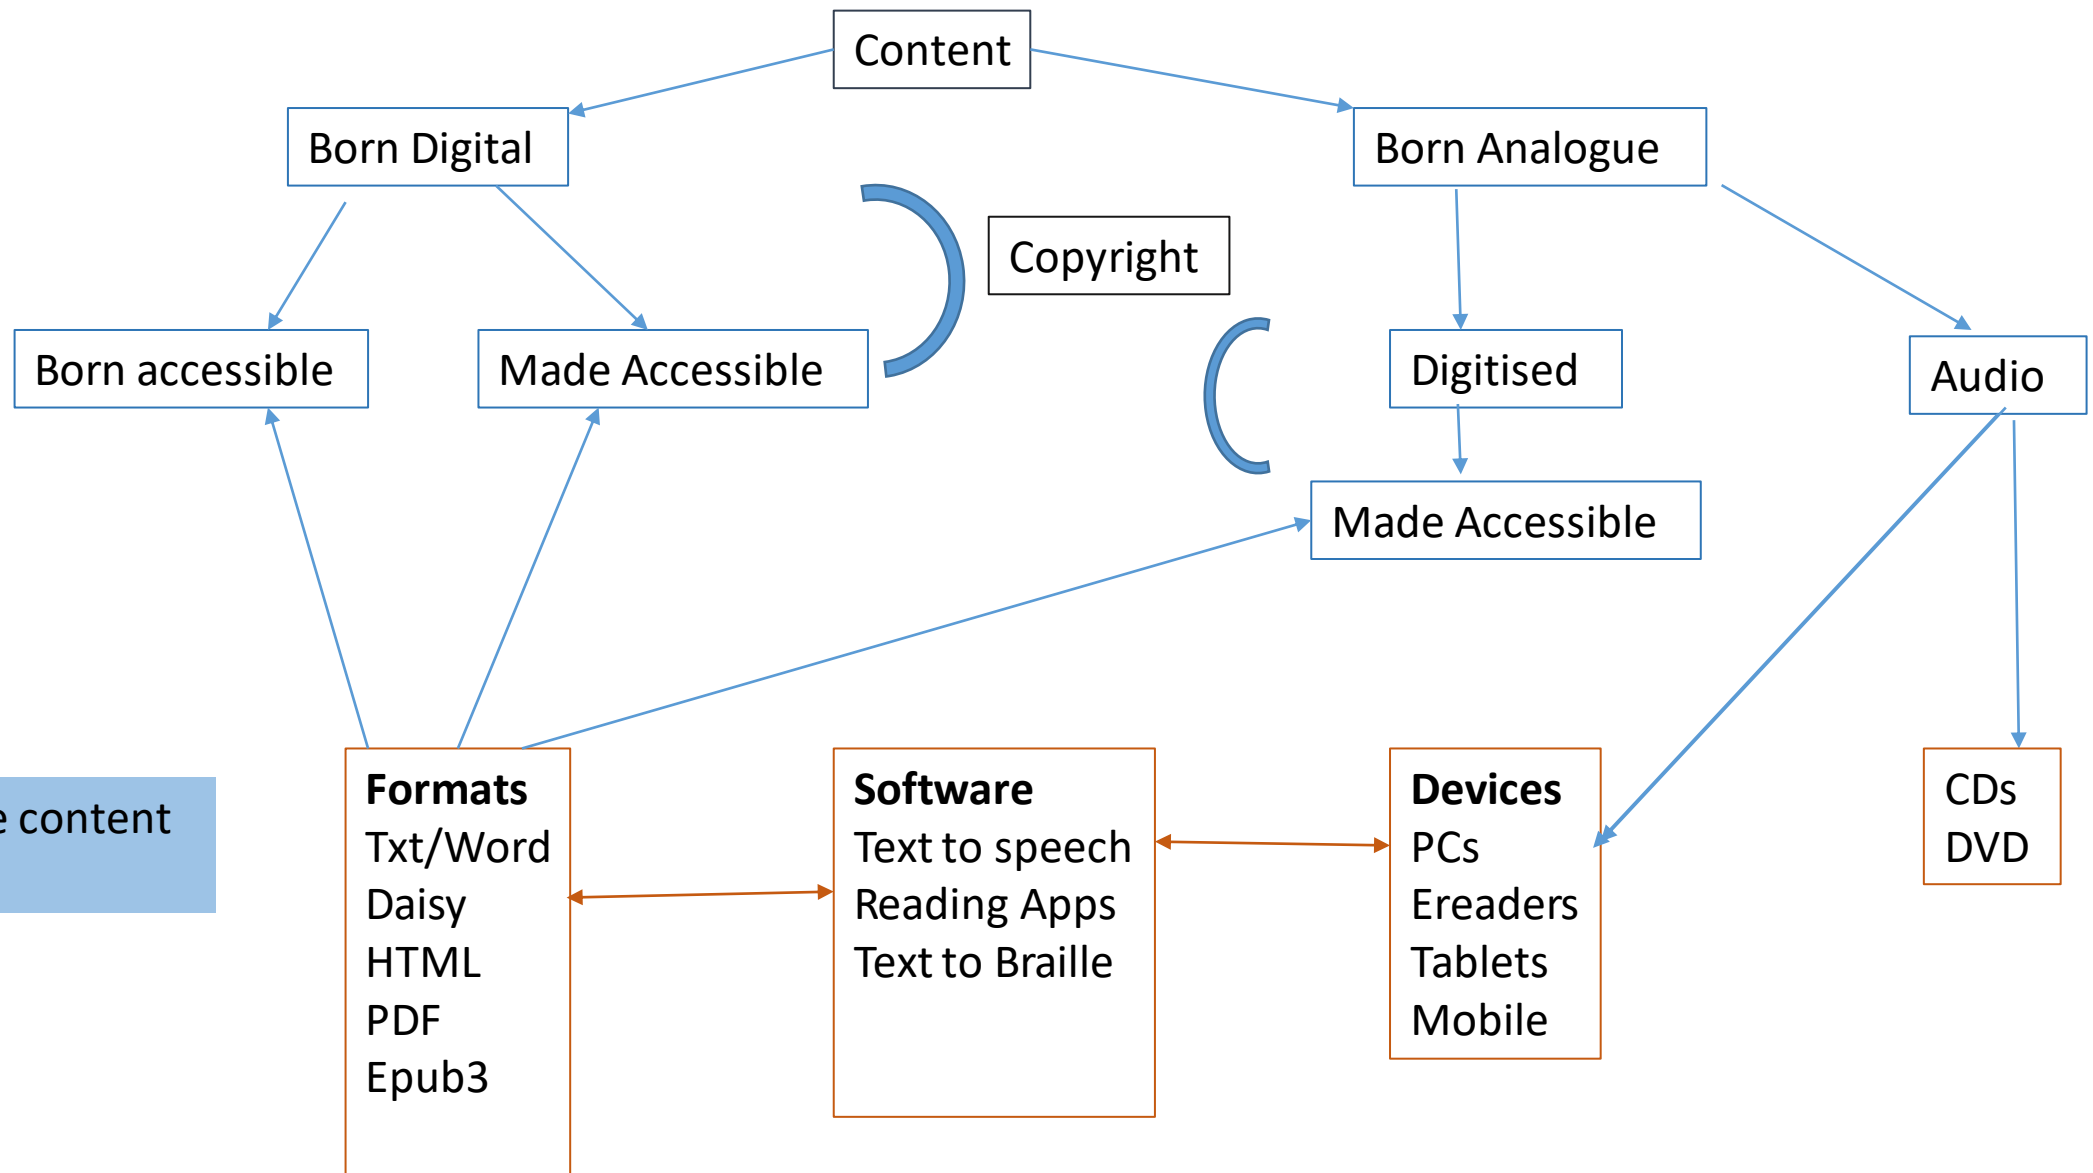 Content
Born Digital
Born Analogue
Copyright
Born accessible
Made Accessible
Digitised
Audio
Made Accessible
content
Formats
Txt/Word
Daisy
HTML
PDF
Epub3
Software
Text to speech
Reading Apps
Text to Braille
Devices
PCs
Ereaders
Tablets
Mobile
CDs
DVD